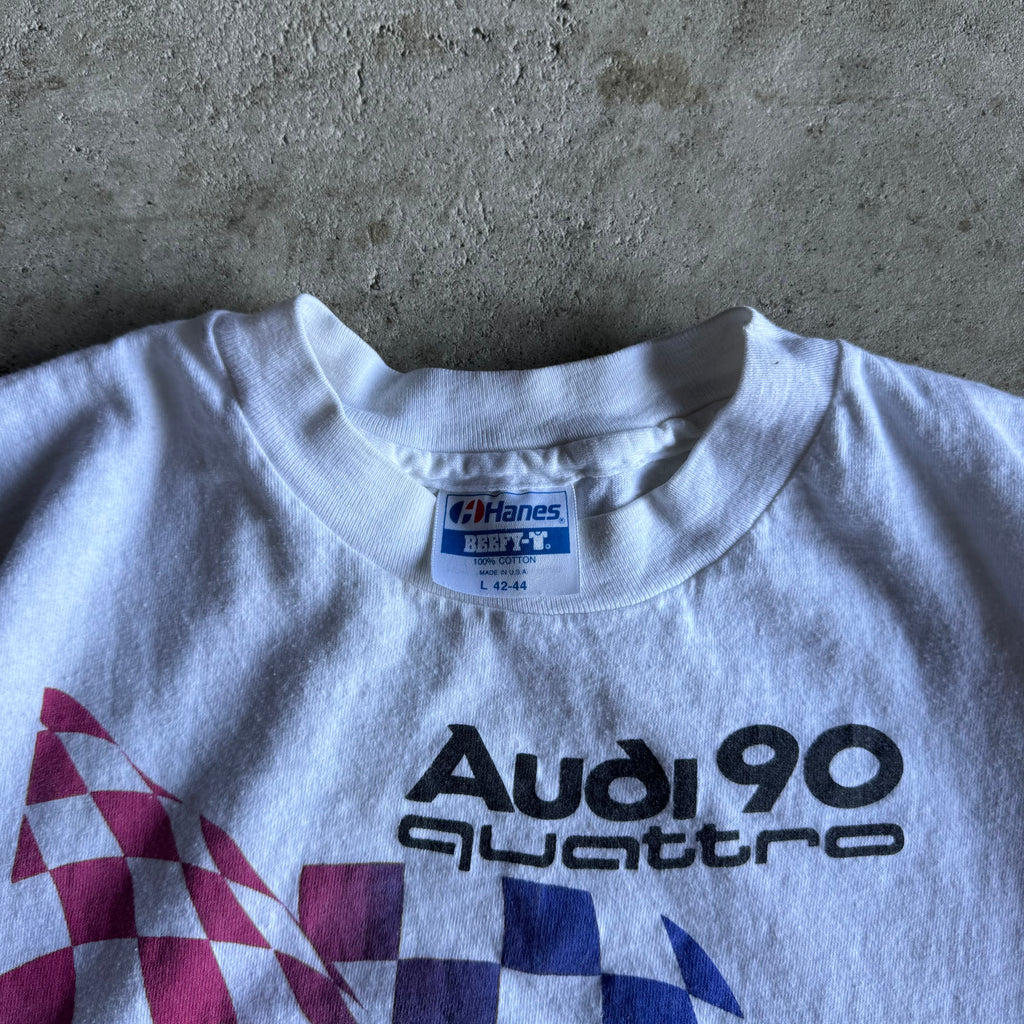 Hanes®
BEEFY-T®
100% COTTON
MADE IN U.S.A.
L 42-44
Audi 90
quattro